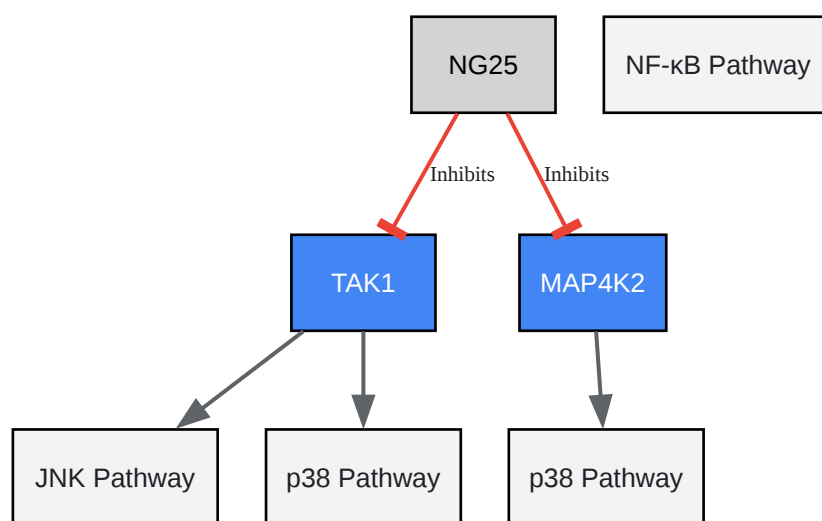 NG25
NF-κB Pathway
Inhibits
Inhibits
TAK1
MAP4K2
JNK Pathway
p38 Pathway
p38 Pathway